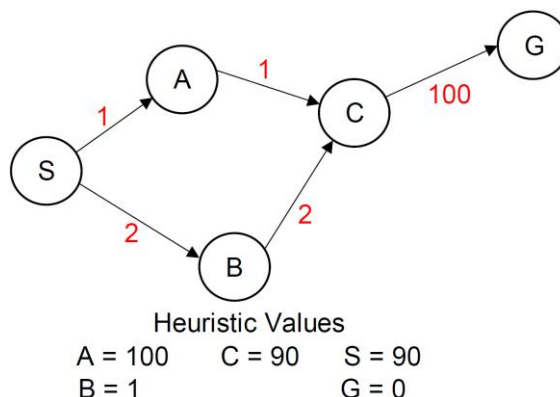 G
A
1
100
C
1
S
2
2
B
Heuristic Values
A = 100 C = 90 S = 90
B = 1 G = 0